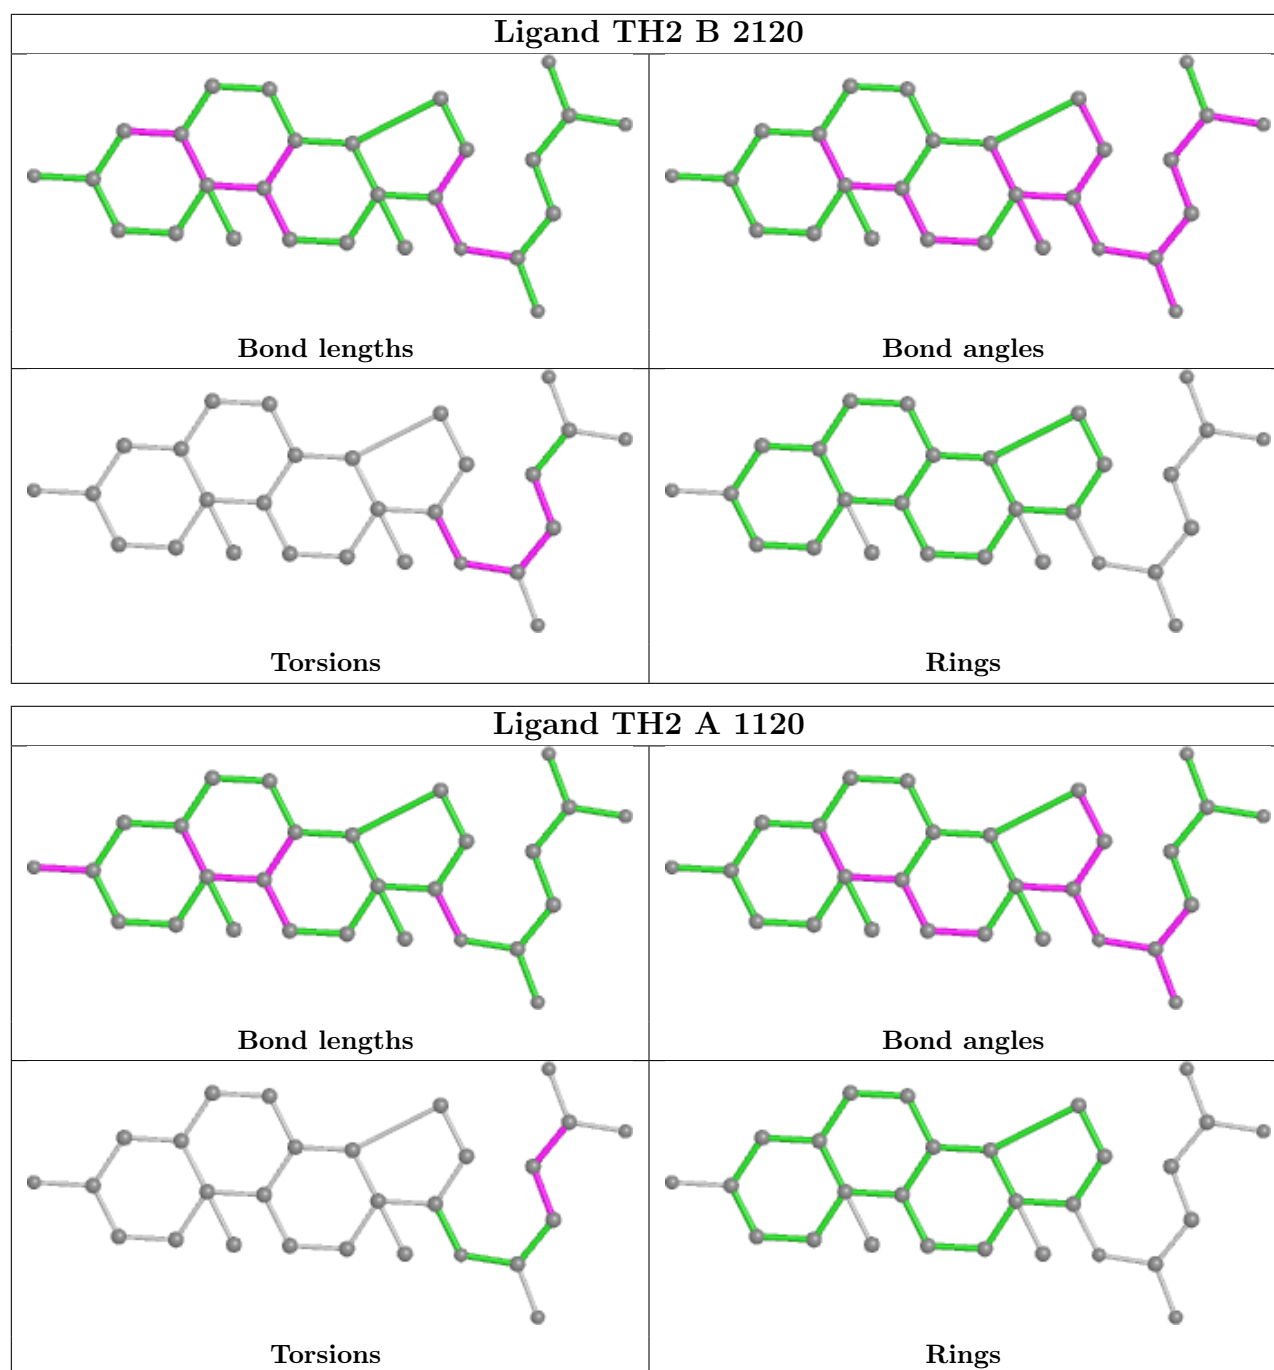 Ligand TH2 B 2120
Bond lengths
Bond angles
Torsions
Rings
Ligand TH2 A 1120
Bond lengths
Bond angles
Torsions
Rings